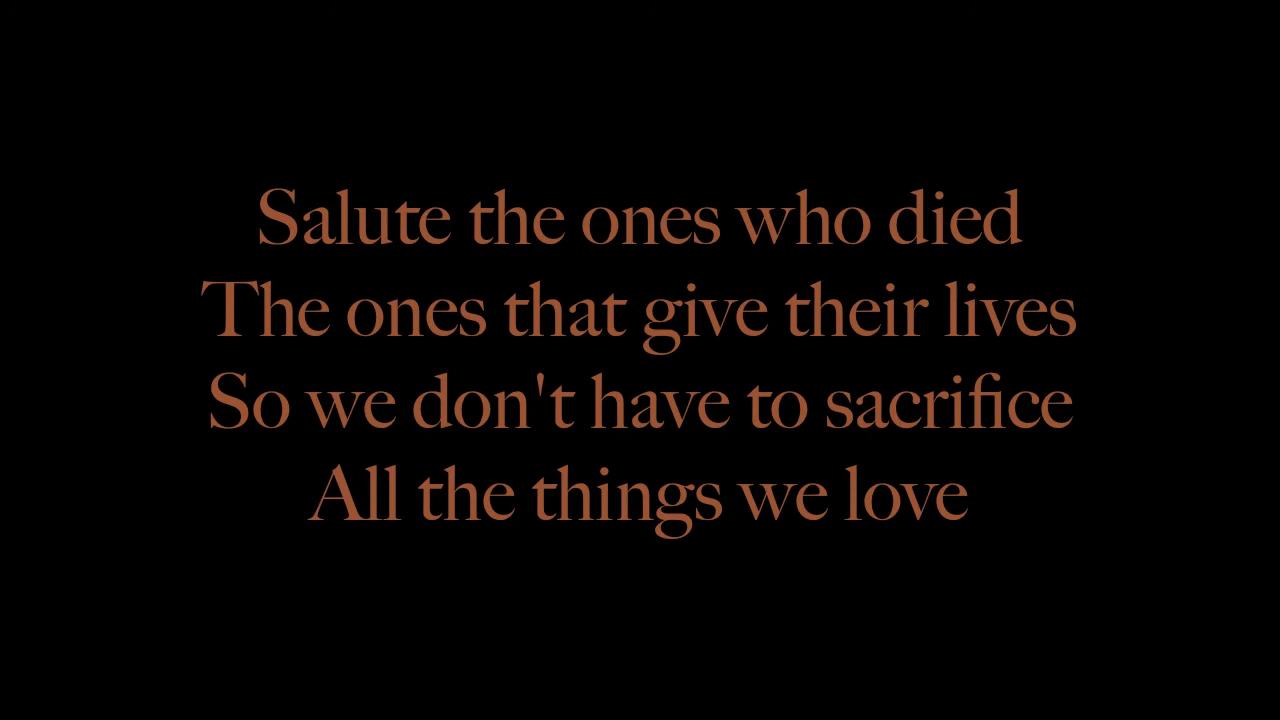 Salute the ones who died
The ones that give their lives
So we don't have to sacrifice
All the things we love